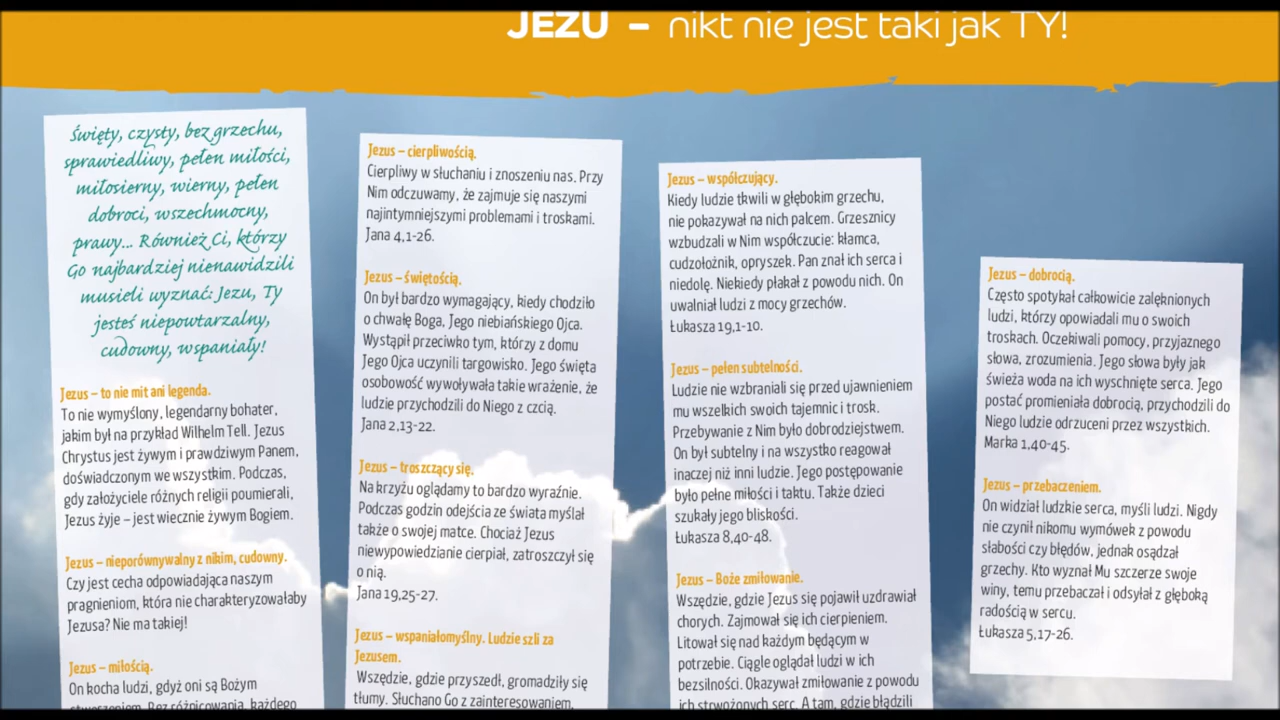 JEZU – nikt nie jest taki jak TY!
Święty, czysty, bez grzechu,
sprawiedliwy, pełen miłości,
miłosierny, wierny, pełen
dobroci, wszechmocny,
prawy... Również Ci, którzy
Go najbardziej nienawidzili
musieli wyznać: Jezu, TY
jesteś niepowtarzalny,
cudowny, wspaniały!
Jezus – to nie mit ani legenda.
To nie wymyślony, legendarny bohater,
jakim był na przykład Wilhelm Tell. Jezus
Chrystus jest żywym i prawdziwym Panem,
doświadczonym we wszystkim. Podczas,
gdy założyciele różnych religii poumierali,
Jezus żyje – jest wiecznie żywym Bogiem.
Jezus – nieporównywalny z nikim, cudowny.
Czy jest cecha odpowiadająca naszym
pragnieniom, która nie charakteryzowałaby
Jezusa? Nie ma takiej!
Jezus – miłością.
On kocha ludzi, gdyż oni są Bożym
stworzeniem. Bez różnicowania, każdego
Jezus – cierpliwością.
Cierpliwy w słuchaniu i znoszeniu nas. Przy
Nim odczuwamy, że zajmuje się naszymi
najintymniejszymi problemami i troskami.
Jana 4,1-26.
Jezus – świętością.
On był bardzo wymagający, kiedy chodziło
o chwałę Boga, Jego niebiańskiego Ojca.
Wystąpił przeciwko tym, którzy z domu
Jego Ojca uczynili targowisko. Jego święta
osobowość wywoływała takie wrażenie, że
ludzie przychodzili do Niego z czcią.
Jana 2,13-22.
Jezus – troszczący się.
Na krzyżu oglądamy to bardzo wyraźnie.
Podczas godzin odejścia ze świata myślał
także o swojej matce. Chociaż Jezus
niewypowiedzianie cierpiał, zatroszczył się
o nią.
Jana 19,25-27.
Jezus – wspaniałomyślny. Ludzie szli za
Jezusem.
Wszędzie, gdzie przyszedł, gromadziły się
tłumy. Słuchano Go z zainteresowaniem,
Jezus – współczujący.
Kiedy ludzie tkwili w głębokim grzechu,
nie pokazywał na nich palcem. Grzesznicy
wzbudzali w Nim współczucie: kłamca,
cudzołożnik, opryszek. Pan znał ich serca i
niedolę. Niekiedy płakał z powodu nich. On
uwalniał ludzi z mocy grzechów.
Łukasza 19,1-10.
Jezus – pełen subtelności.
Ludzie nie wzbraniali się przed ujawnieniem
mu wszelkich swoich tajemnic i trosk.
Przebywanie z Nim było dobrodziejstwem.
On był subtelny i na wszystko reagował
inaczej niż inni ludzie. Jego postępowanie
było pełne miłości i taktu. Także dzieci
szukały jego bliskości.
Łukasza 8,40-48.
Jezus – Boże zmiłowanie.
Wszędzie, gdzie Jezus się pojawił uzdrawiał
chorych. Zajmował się ich cierpieniem.
Litował się nad każdym będącym w
potrzebie. Ciągle oglądał ludzi w ich
bezsilności. Okazywał zmiłowanie z powodu
ich strwożonych serc. A tam, gdzie błądzili
Jezus – dobrocią.
Często spotykał całkowicie zalęknionych
ludzi, którzy opowiadali mu o swoich
troskach. Oczekiwali pomocy, przyjaznego
słowa, zrozumienia. Jego słowa były jak
świeża woda na ich wyschnięte serca. Jego
postać promieniała dobrocią, przychodzili do
Niego ludzie odrzuceni przez wszystkich.
Marka 1,40-45.
Jezus – przebaczeniem.
On widział ludzkie serca, myśli ludzi. Nigdy
nie czynił nikomu wymówek z powodu
słabości czy błędów, jednak osądzał
grzechy. Kto wyznał Mu szczerze swoje
winy, temu przebaczał i odsyłał z głęboką
radością w sercu.
Łukasza 5,17-26.